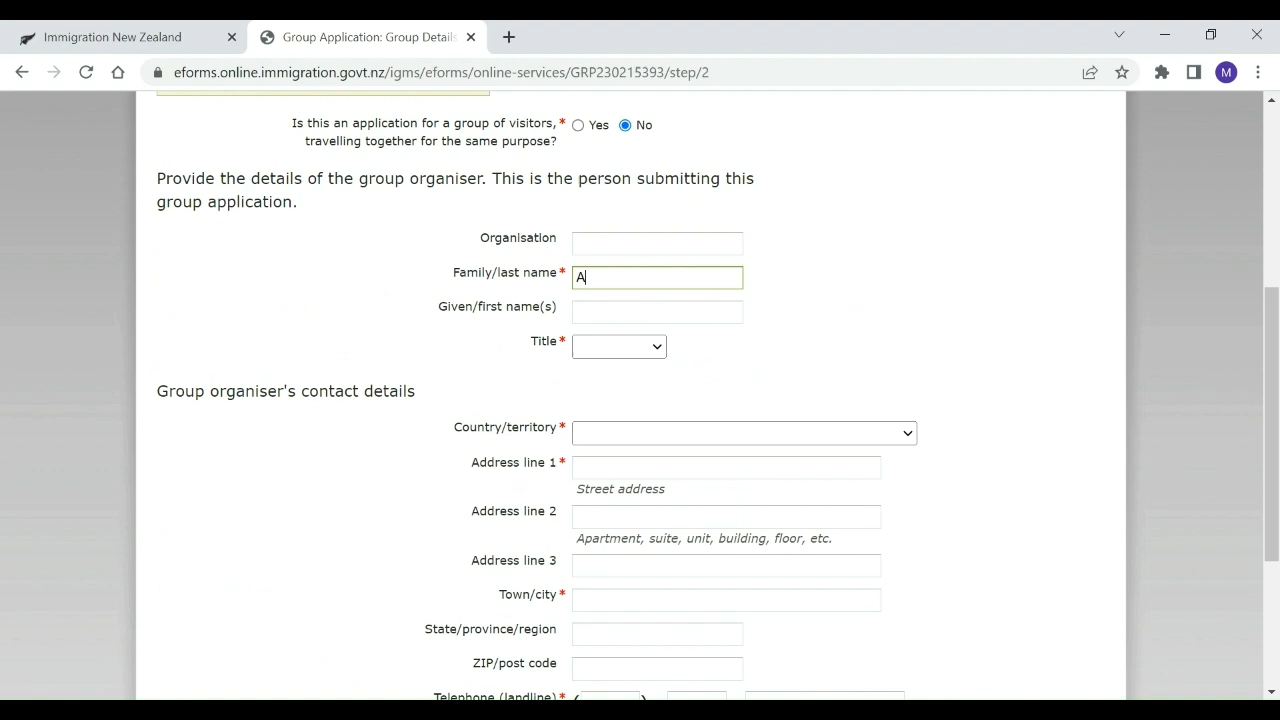 Immigration New Zealand
Group Application: Group Details
eforms.online.immigration.govt.nz/igms/eforms/online-services/GRP230215393/step/2
M
Is this an application for a group of visitors,* Yes No
travelling together for the same purpose?
Provide the details of the group organiser. This is the person submitting this
group application.
Organisation
Family/last name* A
Given/first name(s)
Title*
Group organiser's contact details
Country/territory*
Address line 1*
Street address
Address line 2
Apartment, suite, unit, building, floor, etc.
Address line 3
Town/city*
State/province/region
ZIP/post code
Telephone (landline)* ( )